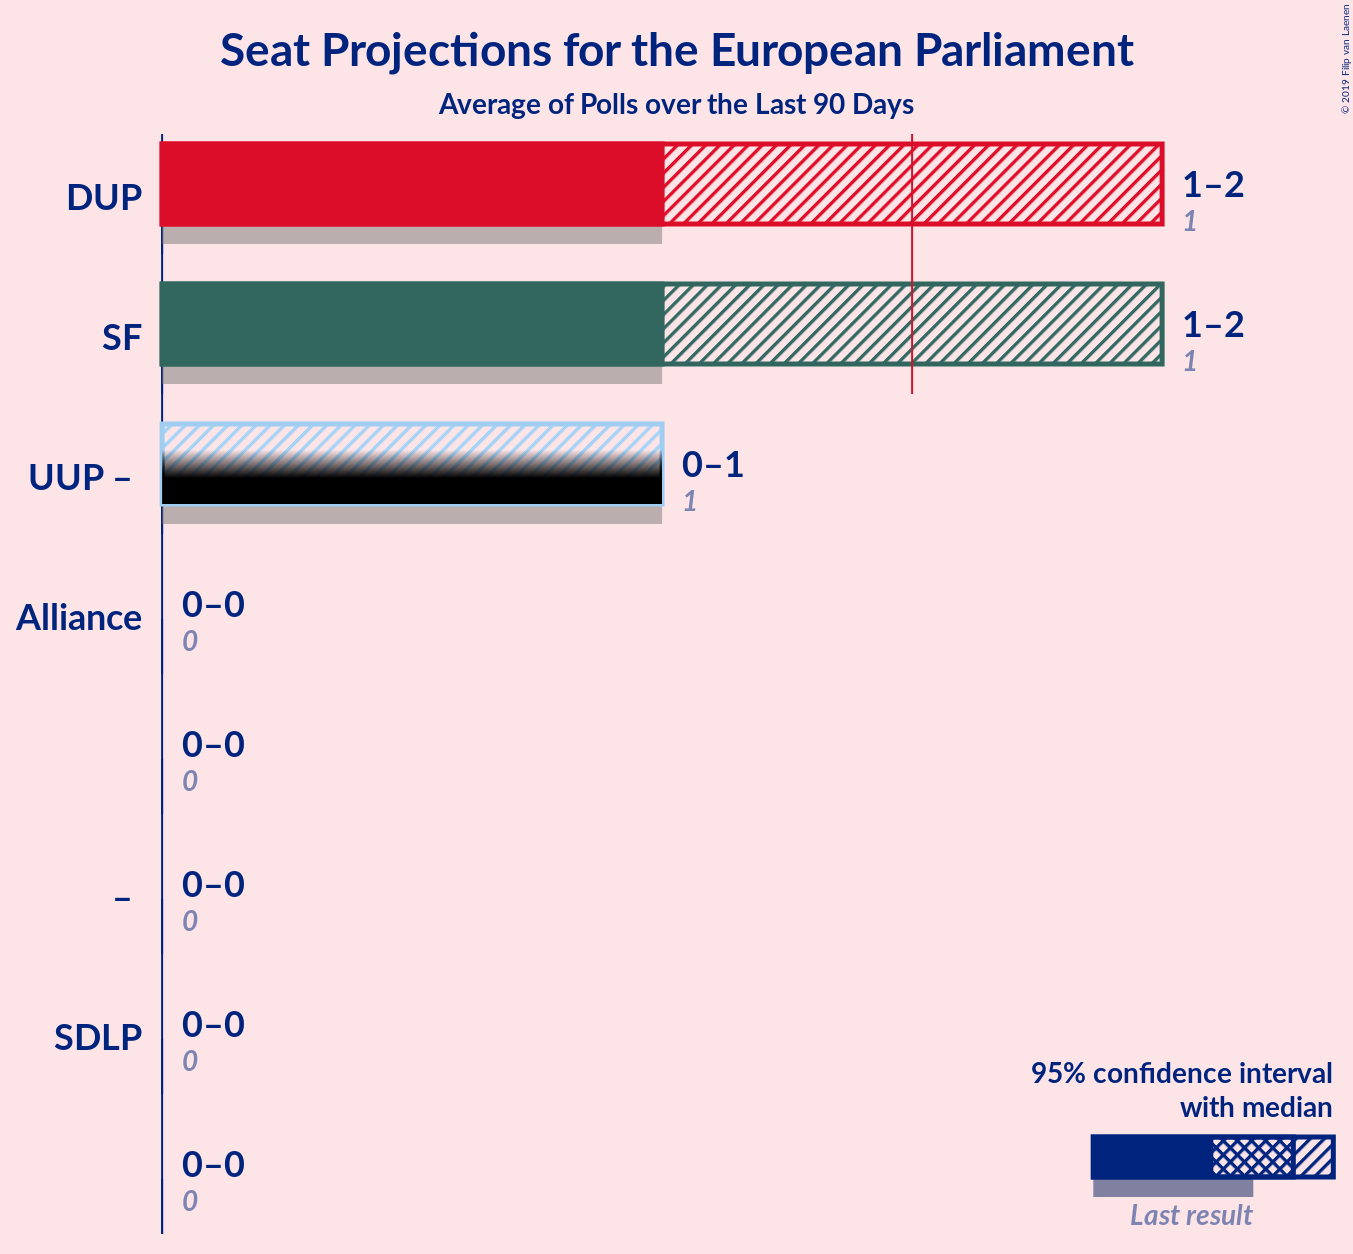 Seat Projections for the European Parliament
Average of Polls over the Last 90 Days
© 2019 Filip van Laenen
DUP
1–2
1
SF
1–2
1
UUP –
0–1
1
Alliance
0–0
0
0–0
0
–
0–0
0
SDLP
0–0
0
0–0
0
95% confidence interval
with median
Last result